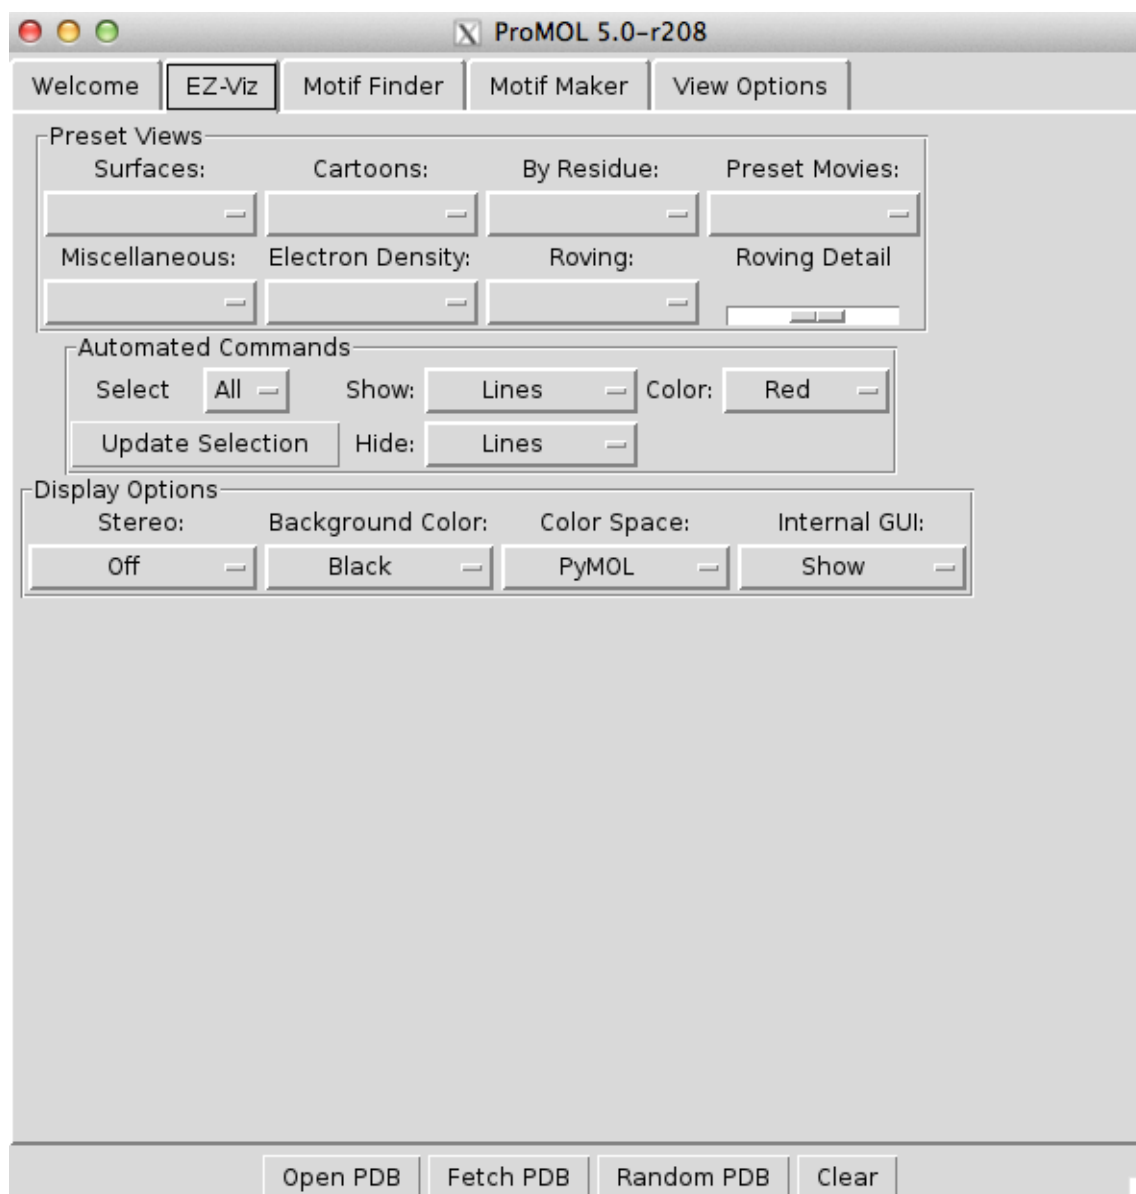 ProMOL 5.0-r208
Welcome EZ-Viz Motif Finder Motif Maker View Options
Preset Views
Surfaces: Cartoons: By Residue: Preset Movies:
Miscellaneous: Electron Density: Roving: Roving Detail
Automated Commands
Select All Show: Lines Color: Red
Update Selection Hide: Lines
Display Options
Stereo: Background Color: Color Space: Internal GUI:
Off Black PyMOL Show
Open PDB Fetch PDB Random PDB Clear